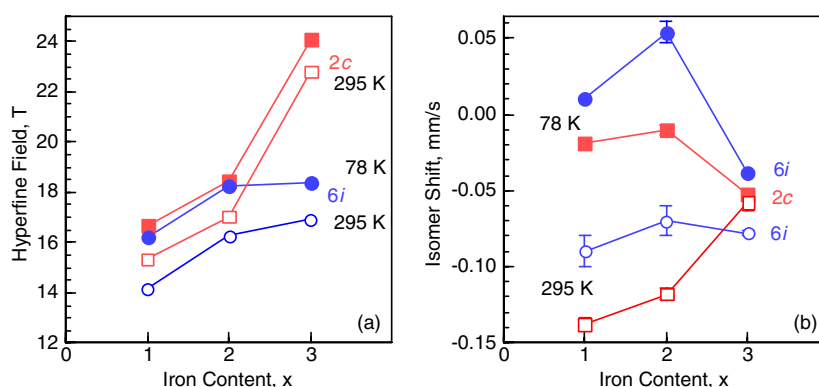 24
22
20
18
16
14
12
Hyperfine Field, T
2c
295 K
78 K
6i
295 K
(a)
0
1
2
3
Iron Content, x
0.05
0.00
-0.05
-0.10
-0.15
Isomer Shift, mm/s
78 K
6i
2c
6i
295 K
(b)
0
1
2
3
Iron Content, x